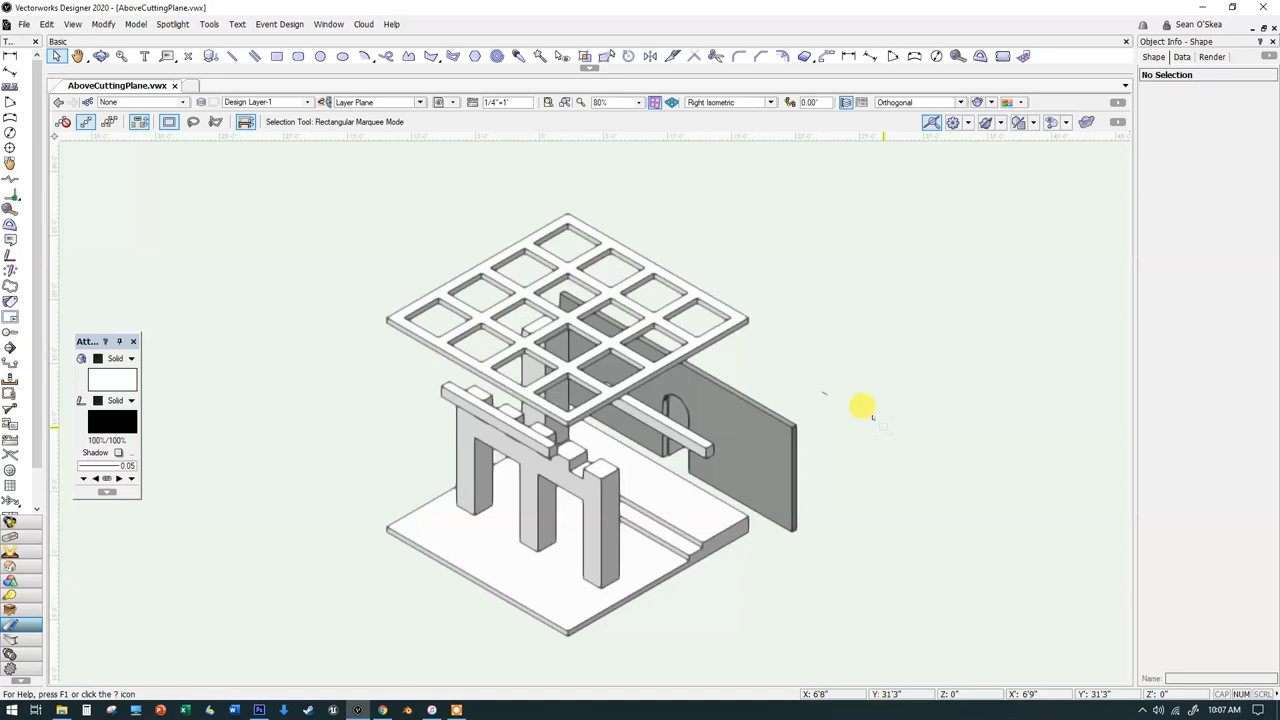 Vectorworks Designer 2020 - [AboveCuttingPlane.vwx]
File Edit View Modify Model Spotlight Tools Text Event Design Window Cloud Help
Sean O'Skea
T...
Basic
Object Info - Shape
AboveCuttingPlane.vwx
Shape Data Render
No Selection
None Design Layer-1 Layer Plane 1/4"=1' 80% Right Isometric 0.00° Orthogonal
Selection Tool: Rectangular Marquee Mode
Att...
Solid
Solid
100%/100%
Shadow
0.05
Name:
For Help, press F1 or click the ? icon
X: 6'8" Y: 31'3" Z: 0" X': 6'9" Y': 31'3" Z': 0" CAP NUM SCRL
10:07 AM